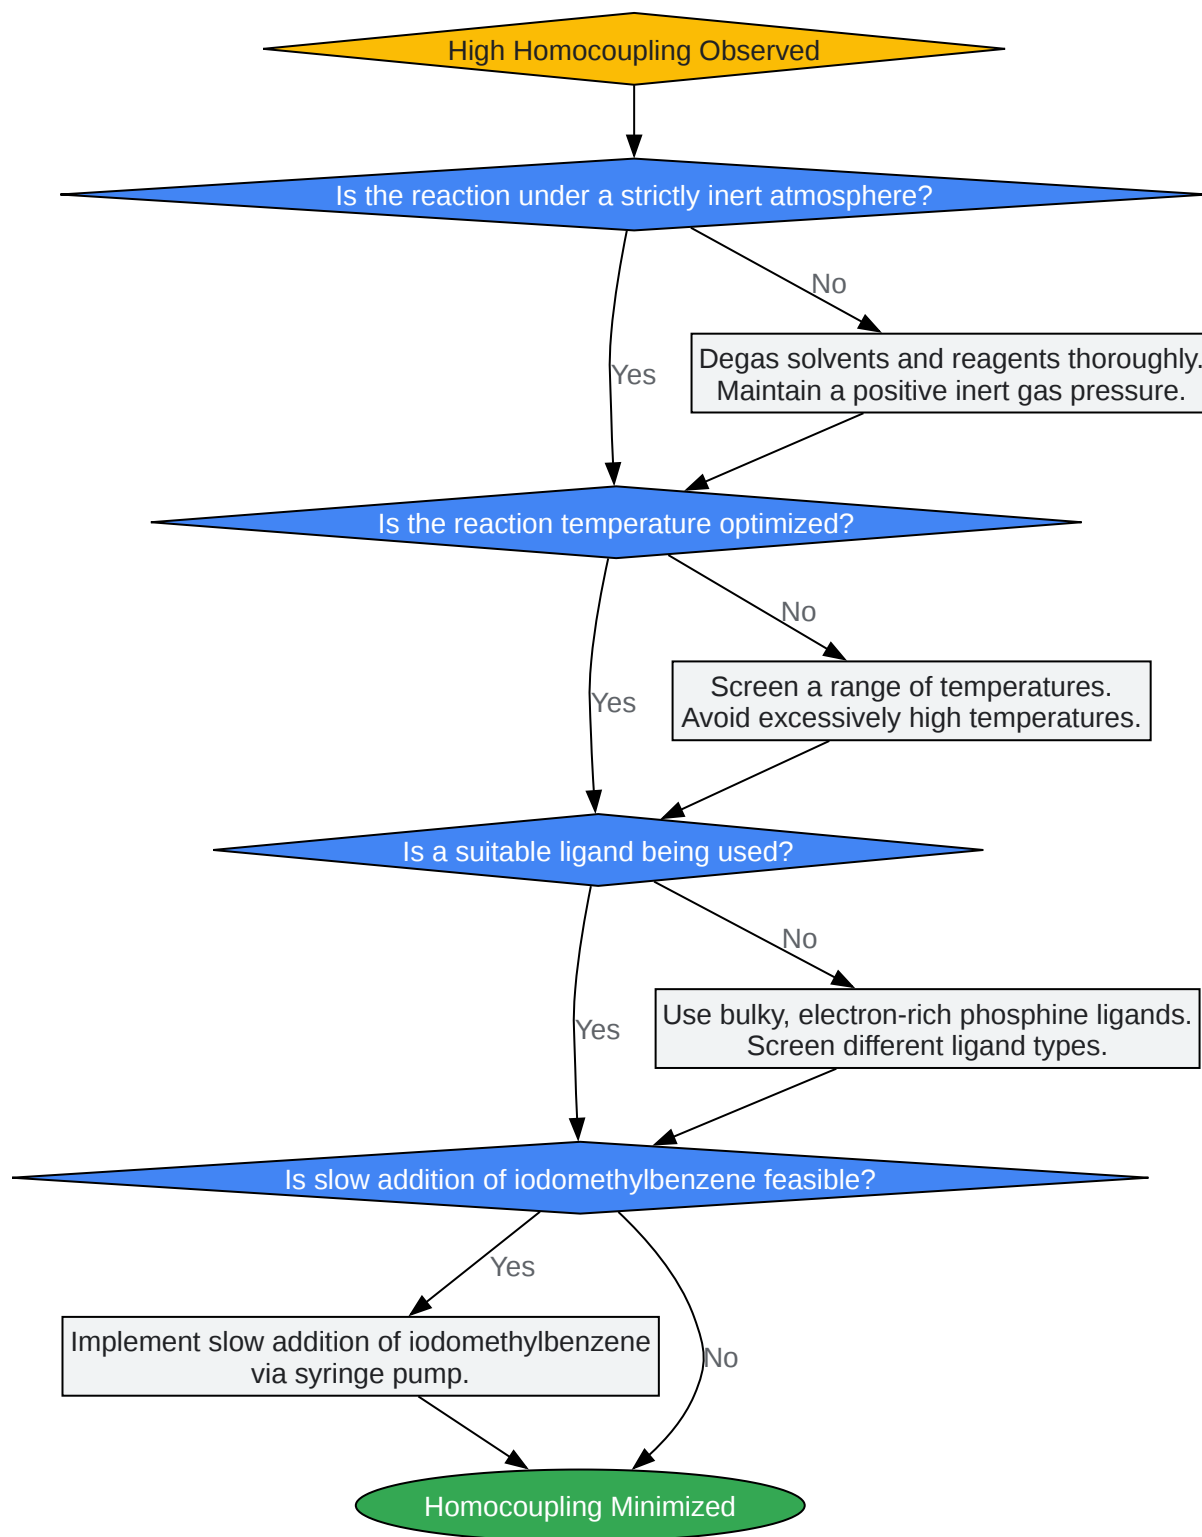 High Homocoupling Observed
Is the reaction under a strictly inert atmosphere?
No
Degas solvents and reagents thoroughly.
Maintain a positive inert gas pressure.
Yes
Is the reaction temperature optimized?
No
Screen a range of temperatures.
Avoid excessively high temperatures.
Yes
Is a suitable ligand being used?
No
Use bulky, electron-rich phosphine ligands.
Screen different ligand types.
Yes
Is slow addition of iodomethylbenzene feasible?
Yes
Implement slow addition of iodomethylbenzene
via syringe pump.
No
Homocoupling Minimized